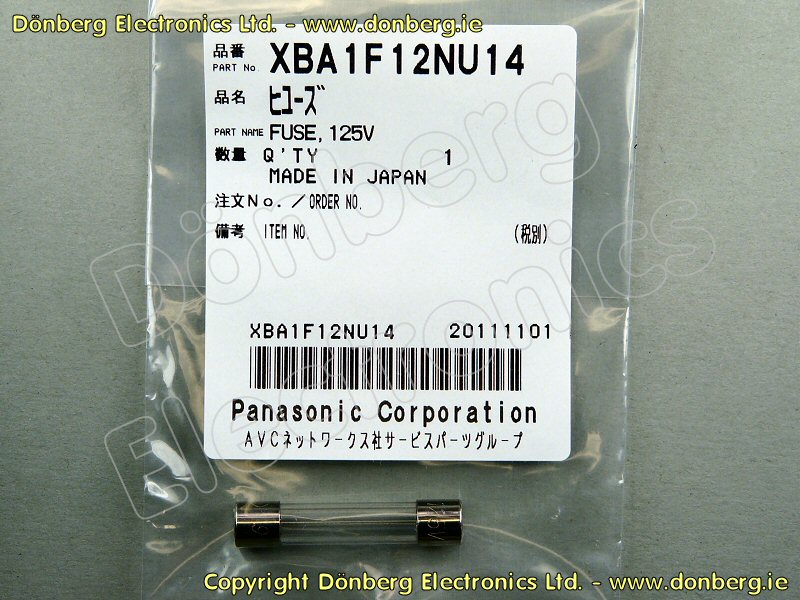 Dönberg Electronics Ltd. - www.donberg.ie
品番 PART No. XBA1F12NU14
品名 ヒューズ
PART NAME FUSE, 125V
数量 Q'TY 1
MADE IN JAPAN
注文No. / ORDER NO.
備考 ITEM NO. (税別)
XBA1F12NU14 20111101
Panasonic Corporation
AVCネットワークス社サービスパーツグループ
Dönberg
Electronics
Copyright Dönberg Electronics Ltd. - www.donberg.ie